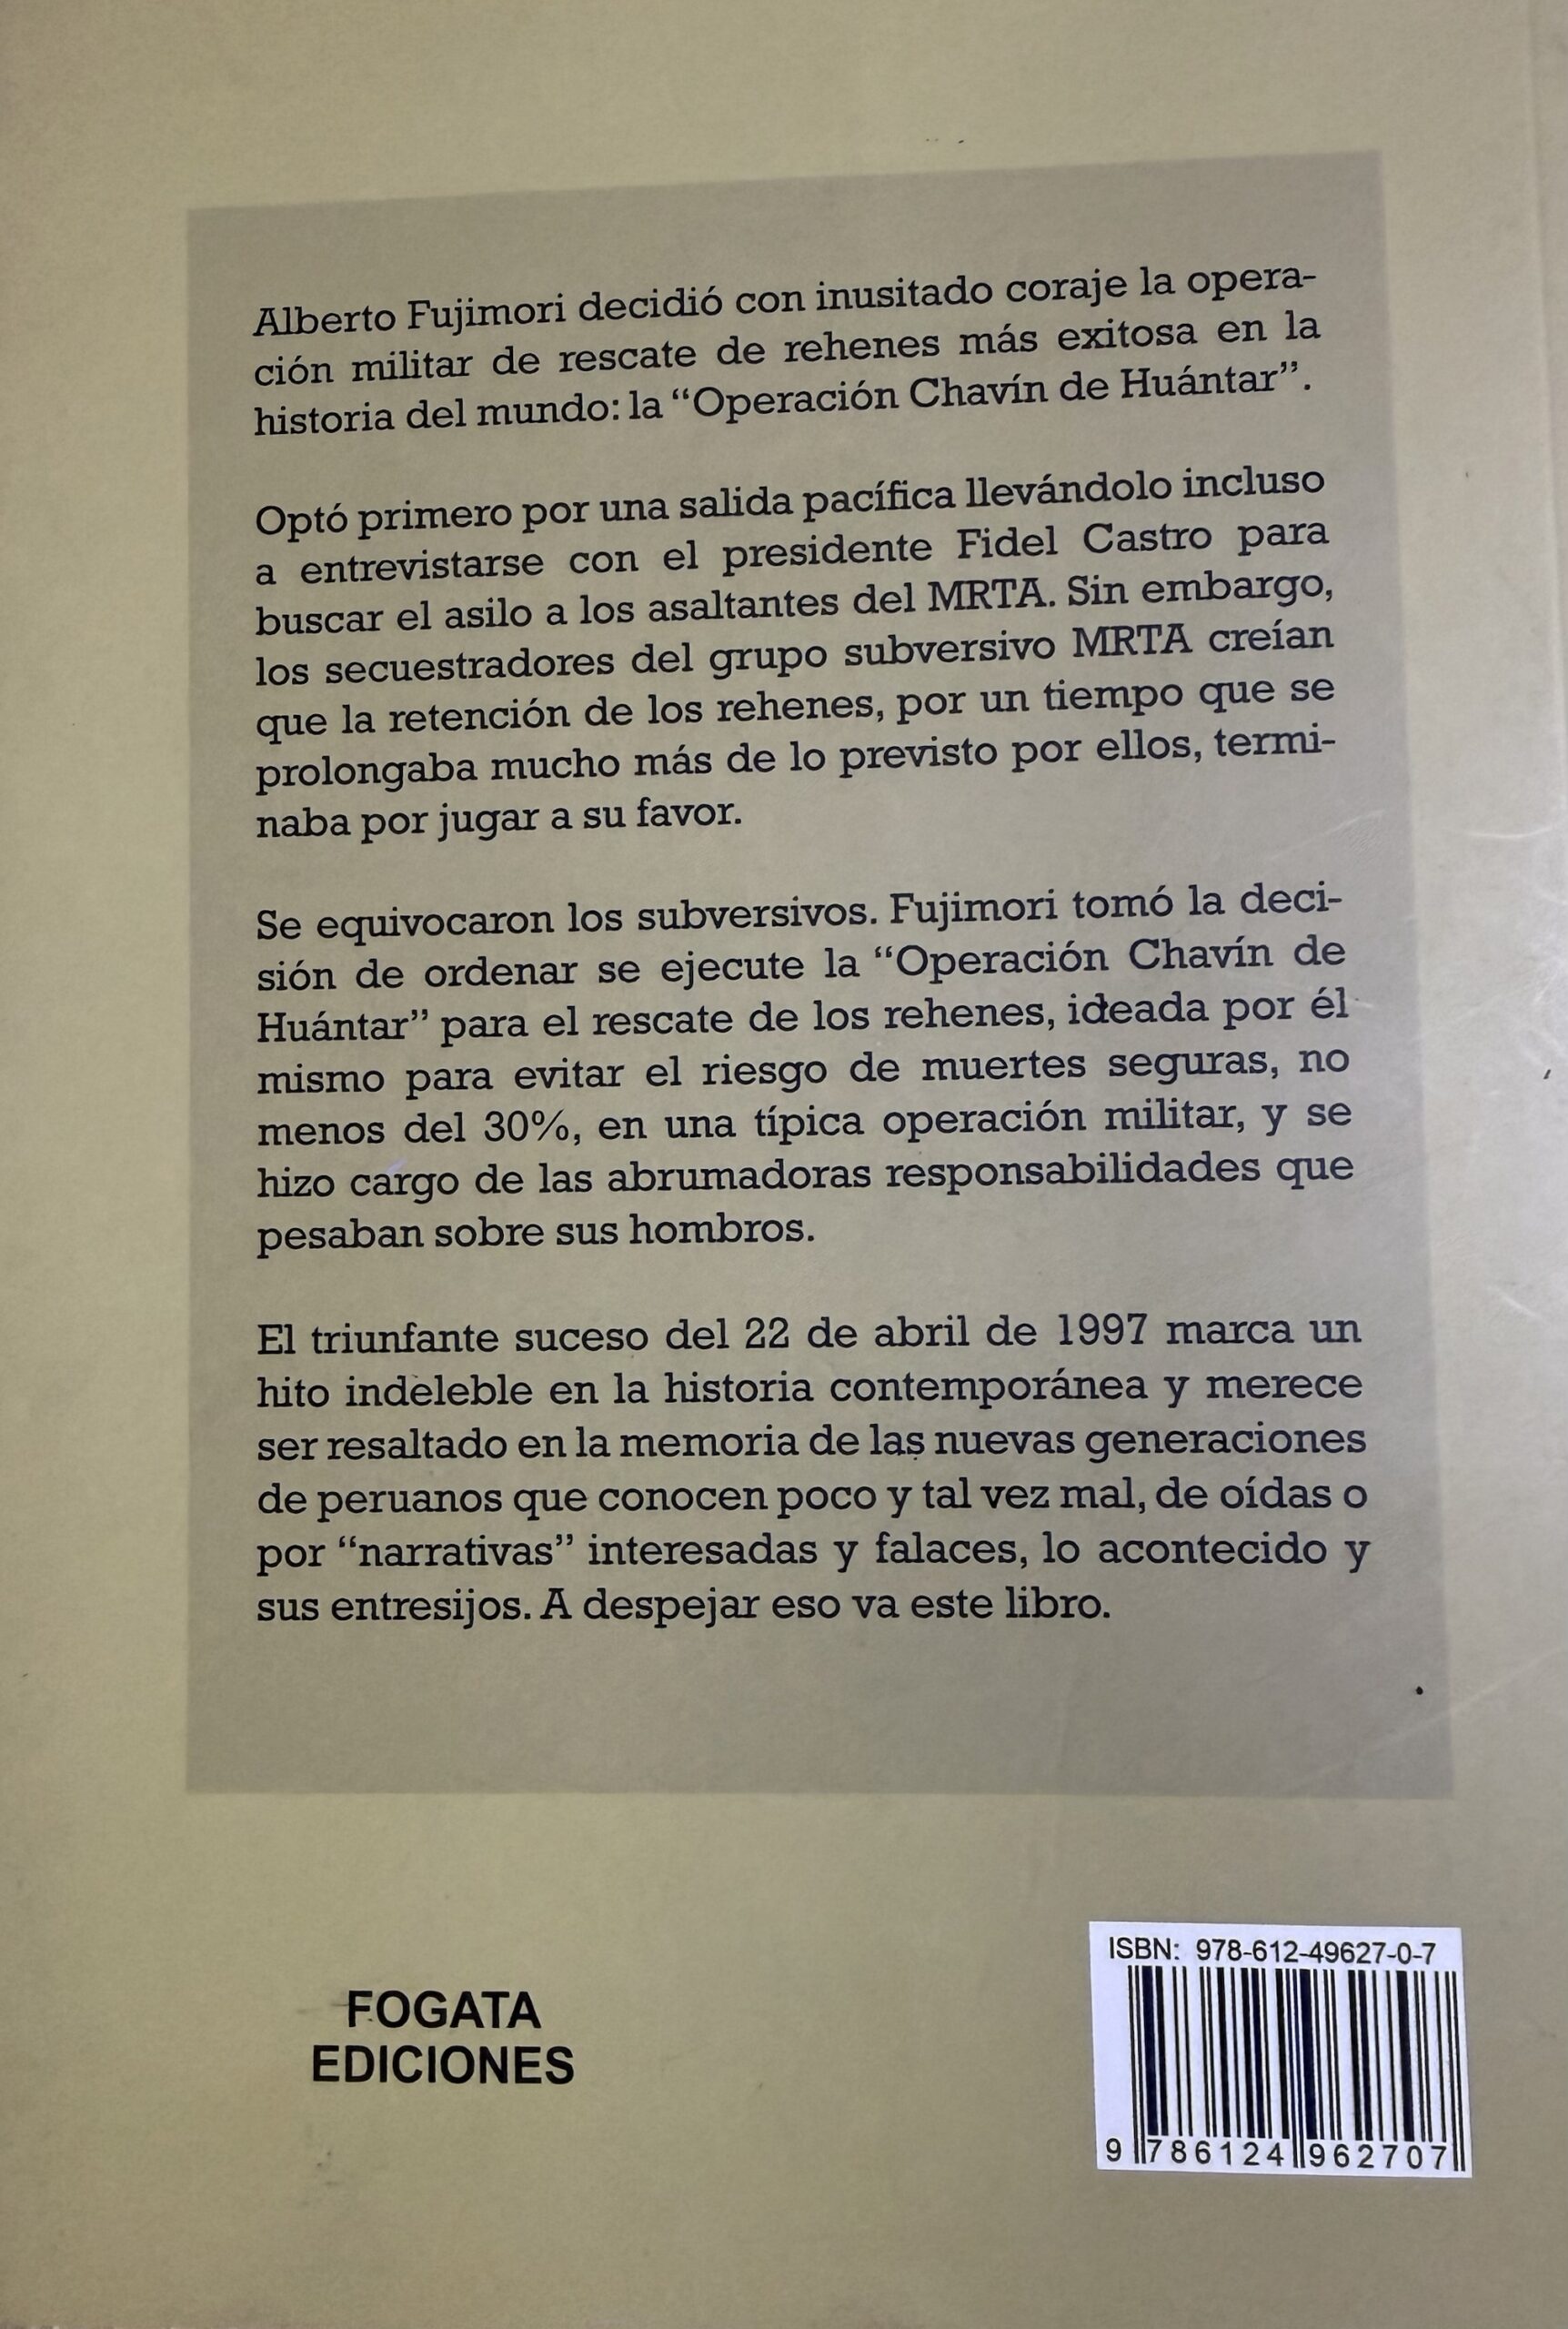 Alberto Fujimori decidió con inusitado coraje la opera-
ción militar de rescate de rehenes más exitosa en la
historia del mundo: la “Operación Chavín de Huántar”.
Optó primero por una salida pacífica llevándolo incluso
a entrevistarse con el presidente Fidel Castro para
buscar el asilo a los asaltantes del MRTA. Sin embargo,
los secuestradores del grupo subversivo MRTA creían
que la retención de los rehenes, por un tiempo que se
prolongaba mucho más de lo previsto por ellos, termi-
naba por jugar a su favor.
Se equivocaron los subversivos. Fujimori tomó la deci-
sión de ordenar se ejecute la “Operación Chavín de
Huántar” para el rescate de los rehenes, ideada por él
mismo para evitar el riesgo de muertes seguras, no
menos del 30%, en una típica operación militar, y se
hizo cargo de las abrumadoras responsabilidades que
pesaban sobre sus hombros.
El triunfante suceso del 22 de abril de 1997 marca un
hito indeleble en la historia contemporánea y merece
ser resaltado en la memoria de las nuevas generaciones
de peruanos que conocen poco y tal vez mal, de oídas o
por “narrativas” interesadas y falaces, lo acontecido y
sus entresijos. A despejar eso va este libro.
FOGATA
EDICIONES
ISBN: 978-612-49627-0-7
9 786124 962707